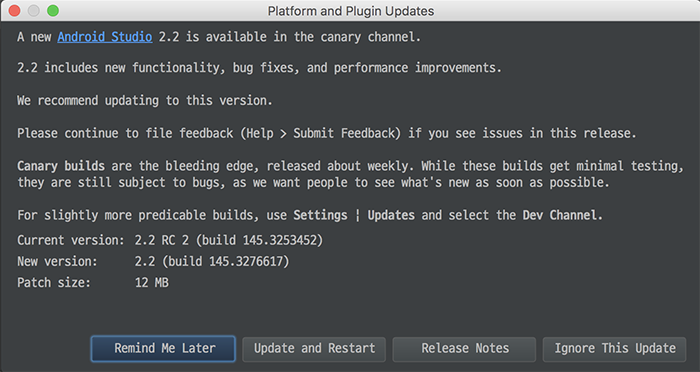 Platform and Plugin Updates
A new Android Studio 2.2 is available in the canary channel.
2.2 includes new functionality, bug fixes, and performance improvements.
We recommend updating to this version.
Please continue to file feedback (Help > Submit Feedback) if you see issues in this release.
Canary builds are the bleeding edge, released about weekly. While these builds get minimal testing,
they are still subject to bugs, as we want people to see what's new as soon as possible.
For slightly more predicable builds, use Settings ¦ Updates and select the Dev Channel.
Current version: 2.2 RC 2 (build 145.3253452)
New version: 2.2 (build 145.3276617)
Patch size: 12 MB
Remind Me Later Update and Restart Release Notes Ignore This Update